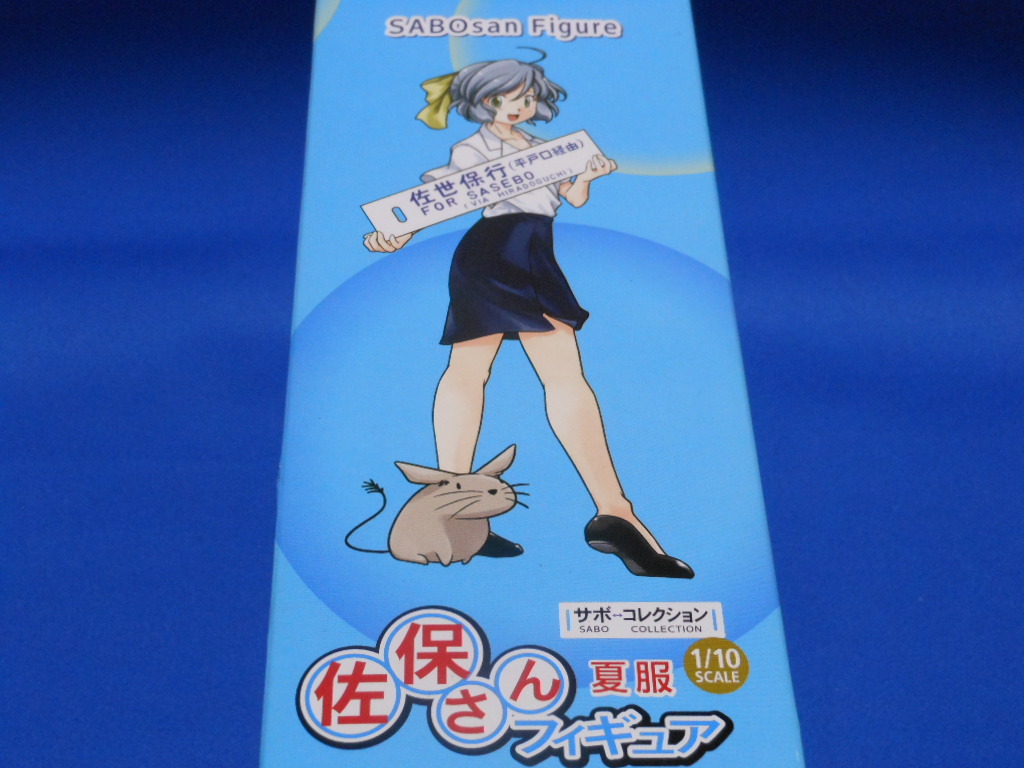 SABOsan Figure
佐世保行(平戸口経由)
FOR SASEBO
(VIA HIRADOGUCHI)
サボ↔コレクション
SABO COLLECTION
佐保さん 夏服
1/10
SCALE
フィギュア